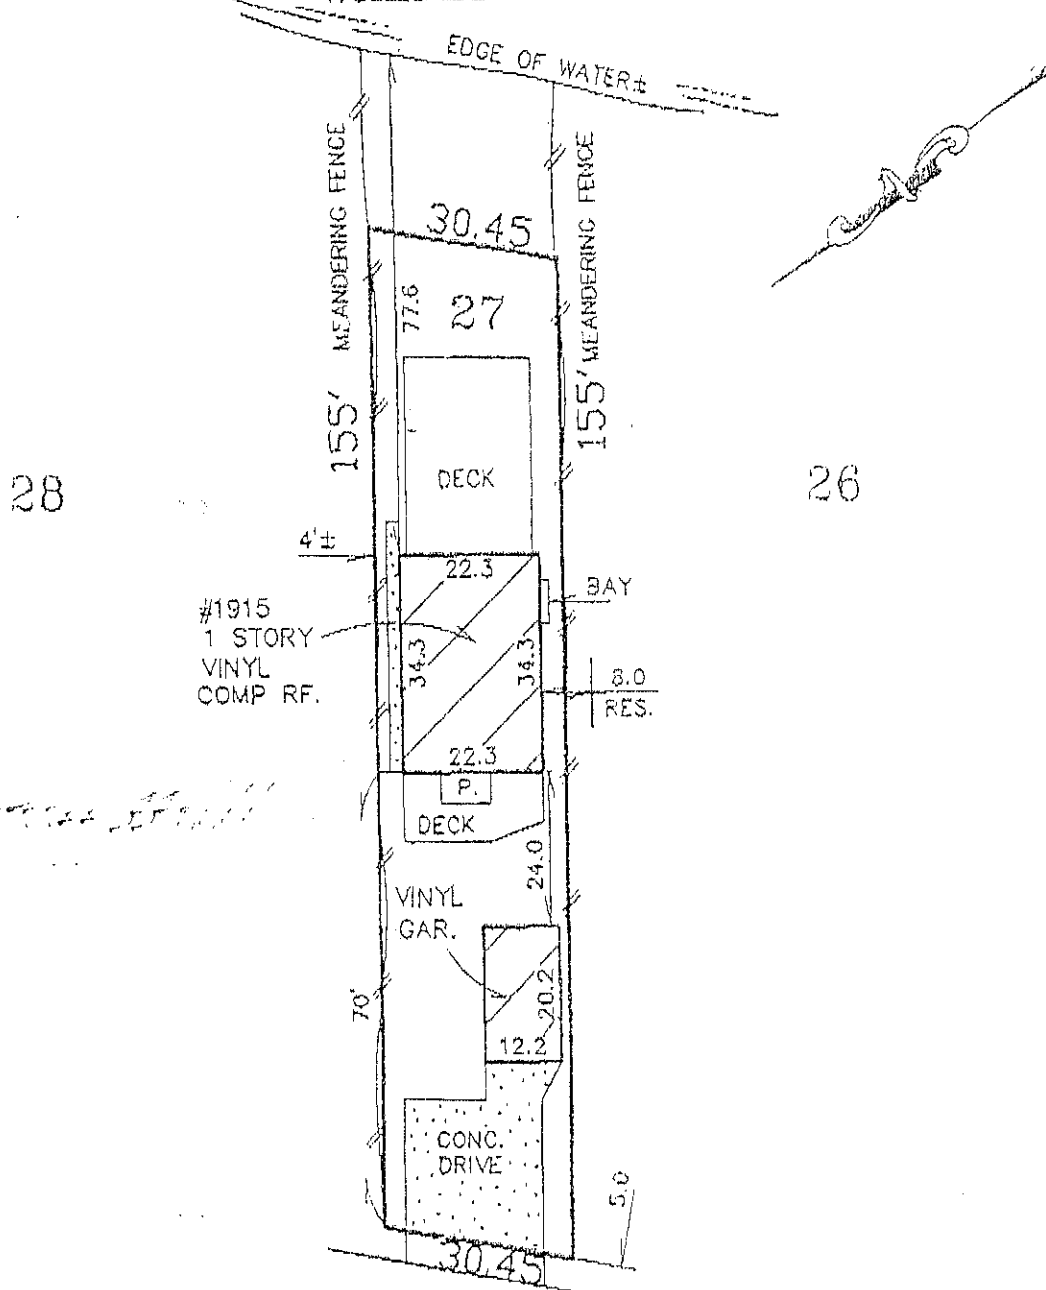 EDGE OF WATER±
MEANDERING FENCE
MEANDERING FENCE
30.45
77.6
27
155'
155'
28
26
DECK
4'±
22.3
BAY
#1915
1 STORY
VINYL
COMP RF.
34.3
34.3
8.0
RES.
22.3
P.
DECK
24.0
VINYL
GAR.
70'
20.2
12.2
CONC.
DRIVE
5.0
30.45